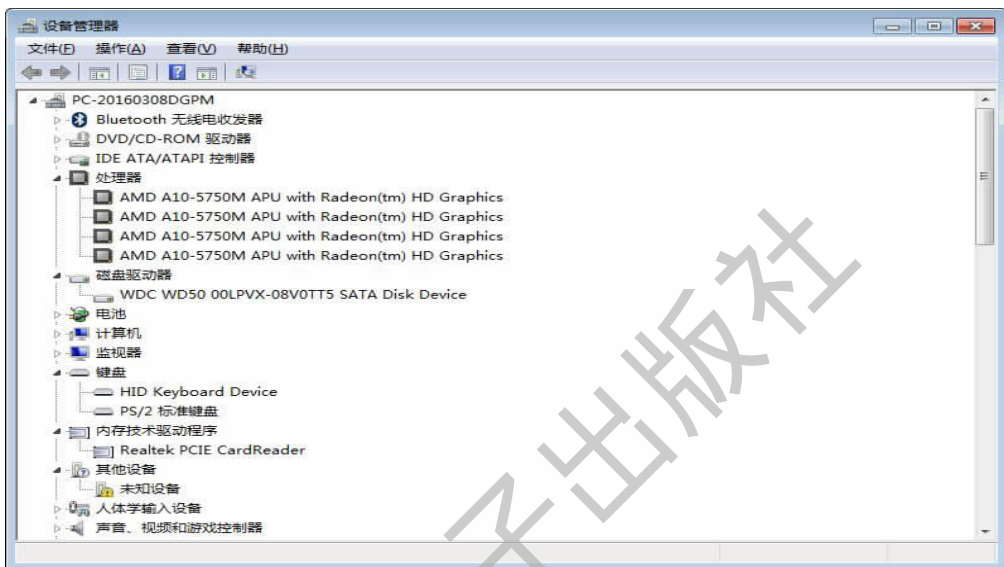 设备管理器
文件(F) 操作(A) 查看(V) 帮助(H)
PC-20160308DGPM
Bluetooth 无线电收发器
DVD/CD-ROM 驱动器
IDE ATA/ATAPI 控制器
处理器
AMD A10-5750M APU with Radeon(tm) HD Graphics
AMD A10-5750M APU with Radeon(tm) HD Graphics
AMD A10-5750M APU with Radeon(tm) HD Graphics
AMD A10-5750M APU with Radeon(tm) HD Graphics
磁盘驱动器
WDC WD50 00LPVX-08V0TT5 SATA Disk Device
电池
计算机
监视器
键盘
HID Keyboard Device
PS/2 标准键盘
内存技术驱动程序
Realtek PCIE CardReader
其他设备
未知设备
人体学输入设备
声音、视频和游戏控制器
子出版社